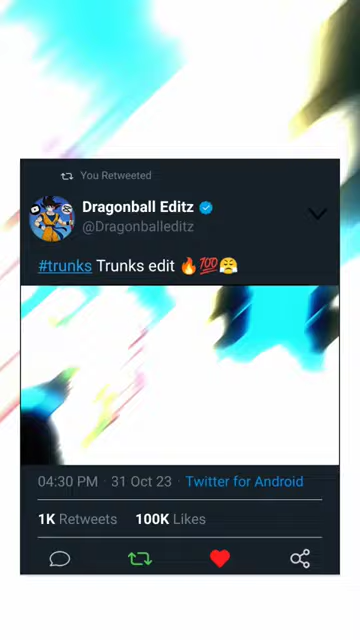 You Retweeted
Dragonball Editz
@Dragonballeditz
#trunks Trunks edit 🔥💯😤
04:30 PM · 31 Oct 23 · Twitter for Android
1K Retweets 100K Likes